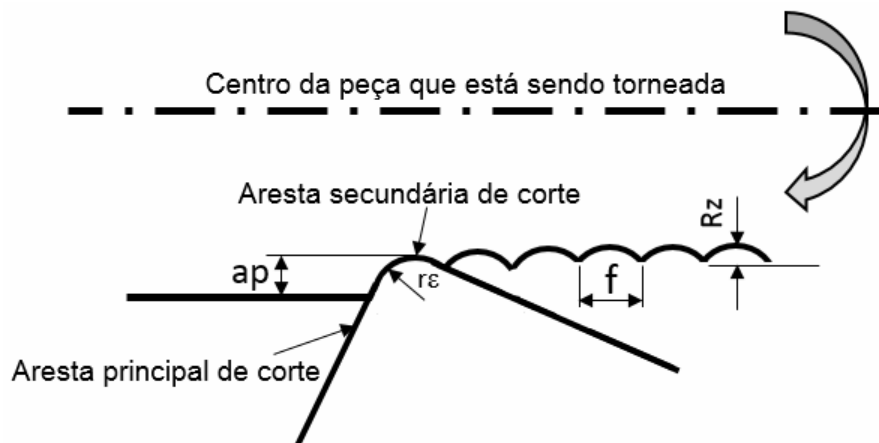 Centro da peça que está sendo torneada
Aresta secundária de corte
Rz
ap
rε
f
Aresta principal de corte